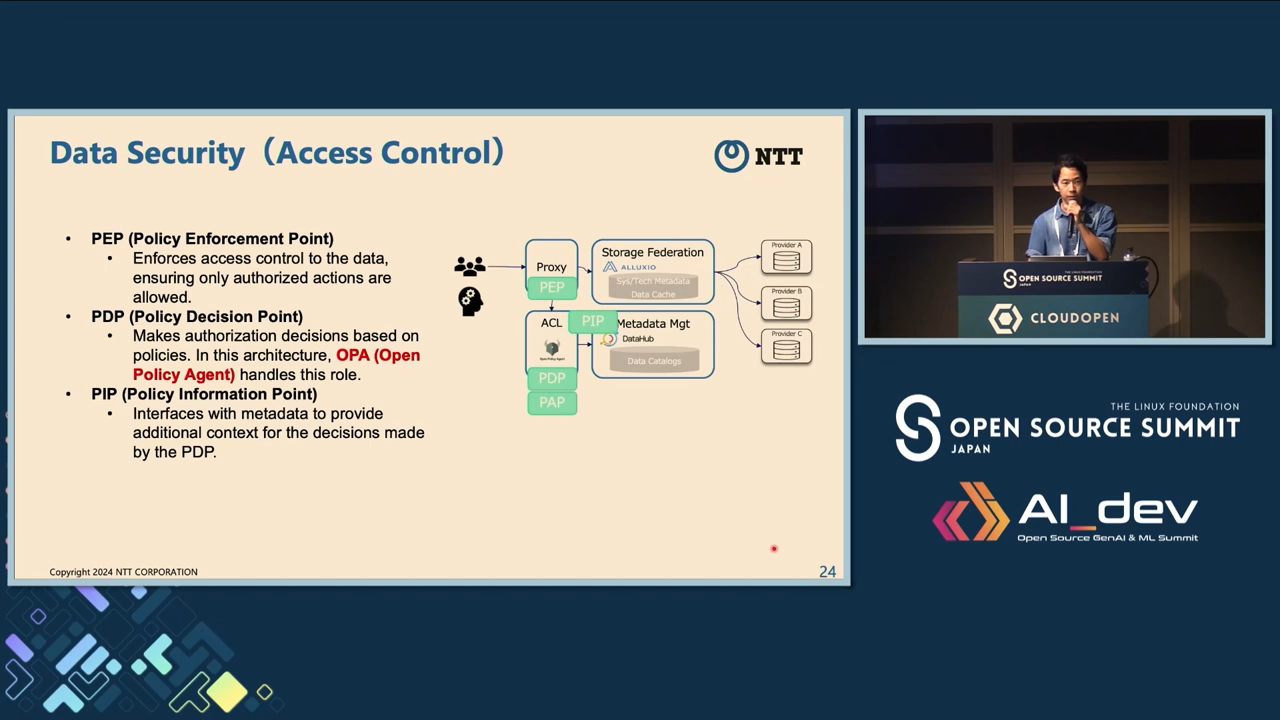 Data Security（Access Control）
NTT
• PEP (Policy Enforcement Point)
• Enforces access control to the data,
ensuring only authorized actions are
allowed.
• PDP (Policy Decision Point)
• Makes authorization decisions based on
policies. In this architecture, OPA (Open
Policy Agent) handles this role.
• PIP (Policy Information Point)
• Interfaces with metadata to provide
additional context for the decisions made
by the PDP.
Proxy
PEP
Storage Federation
ALLUXIO
Sys/Tech Metadata
Data Cache
Provider A
Provider B
Provider C
ACL
Open Policy Agent
PIP
Metadata Mgt
DataHub
Data Catalogs
PDP
PAP
Copyright 2024 NTT CORPORATION
24
OPEN SOURCE SUMMIT
JAPAN
CLOUDOPEN
THE LINUX FOUNDATION
OPEN SOURCE SUMMIT
JAPAN
AI_dev
Open Source GenAI & ML Summit